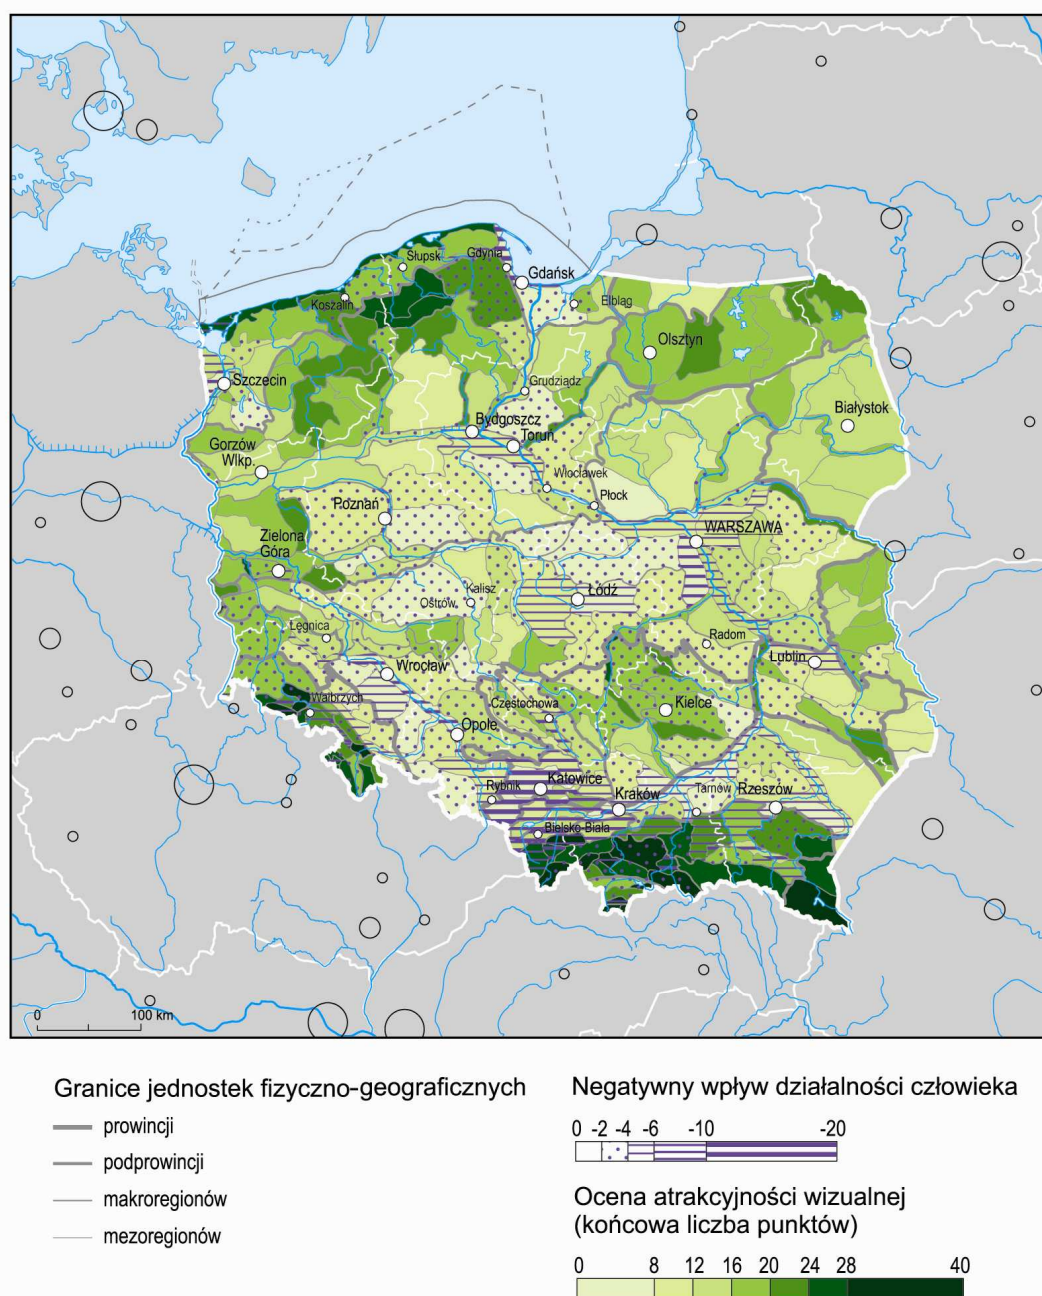 Słupsk
Gdynia
Gdańsk
Koszalin
Elbląg
Olsztyn
Szczecin
Grudziądz
Białystok
Bydgoszcz
Toruń
Gorzów
Wlkp.
Włocławek
Płock
Poznań
WARSZAWA
Zielona
Góra
Kalisz
Łódź
Ostrów
Lęgnica
Radom
Lublin
Wrocław
Wałbrzych
Częstochowa
Kielce
Opole
Katowice
Rybnik
Kraków
Tarnów
Rzeszów
Bielsko-Biała
0 100 km
Granice jednostek fizyczno-geograficznych
prowincji
podprowincji
makroregionów
mezoregionów
Negatywny wpływ działalności człowieka
0 -2 -4 -6 -10 -20
Ocena atrakcyjności wizualnej
(końcowa liczba punktów)
0 8 12 16 20 24 28 40